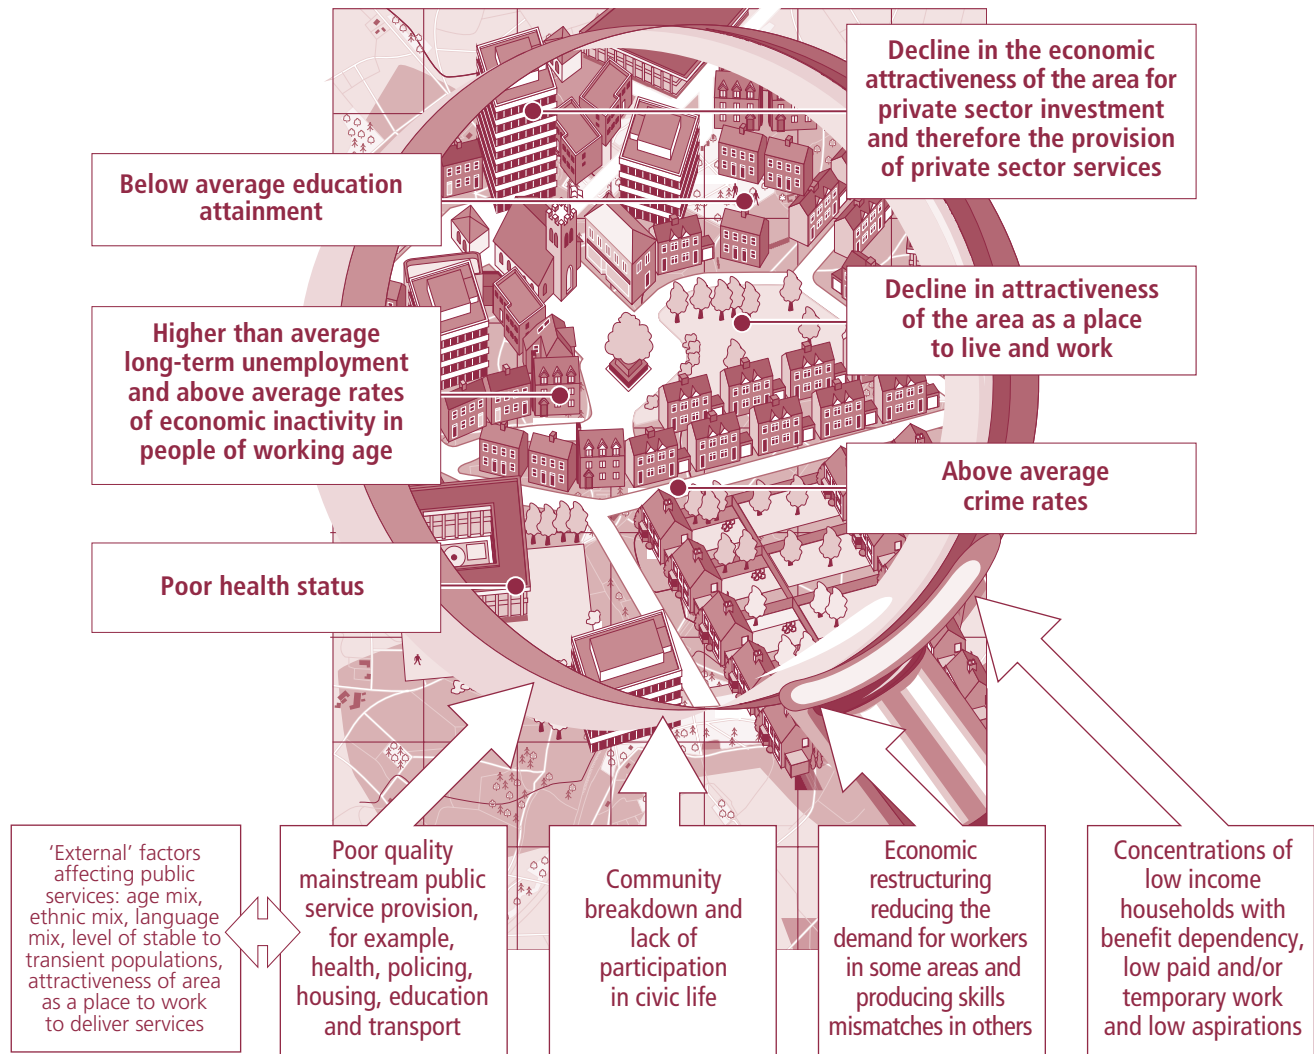 Decline in the economic
attractiveness of the area for
private sector investment
and therefore the provision
of private sector services
Below average education
attainment
Decline in attractiveness
of the area as a place
to live and work
Higher than average
long-term unemployment
and above average rates
of economic inactivity in
people of working age
Above average
crime rates
Poor health status
‘External’ factors
affecting public
services: age mix,
ethnic mix, language
mix, level of stable to
transient populations,
attractiveness of area
as a place to work
to deliver services
Poor quality
mainstream public
service provision,
for example,
health, policing,
housing, education
and transport
Community
breakdown and
lack of
participation
in civic life
Economic
restructuring
reducing the
demand for workers
in some areas and
producing skills
mismatches in others
Concentrations of
low income
households with
benefit dependency,
low paid and/or
temporary work
and low aspirations